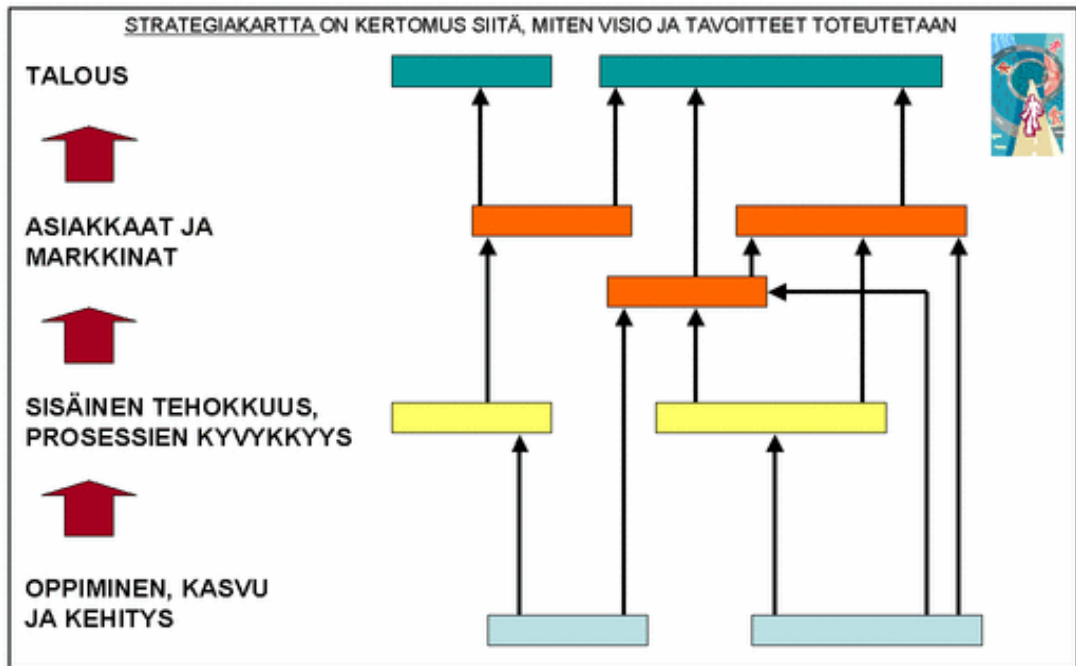 STRATEGIAKARTTA ON KERTOMUS SIITÄ, MITEN VISIO JA TAVOITTEET TOTEUTETAAN
TALOUS
ASIAKKAAT JA
MARKKINAT
SISÄINEN TEHOKKUUS,
PROSESSIEN KYVYKKYYS
OPPIMINEN, KASVU
JA KEHITYS